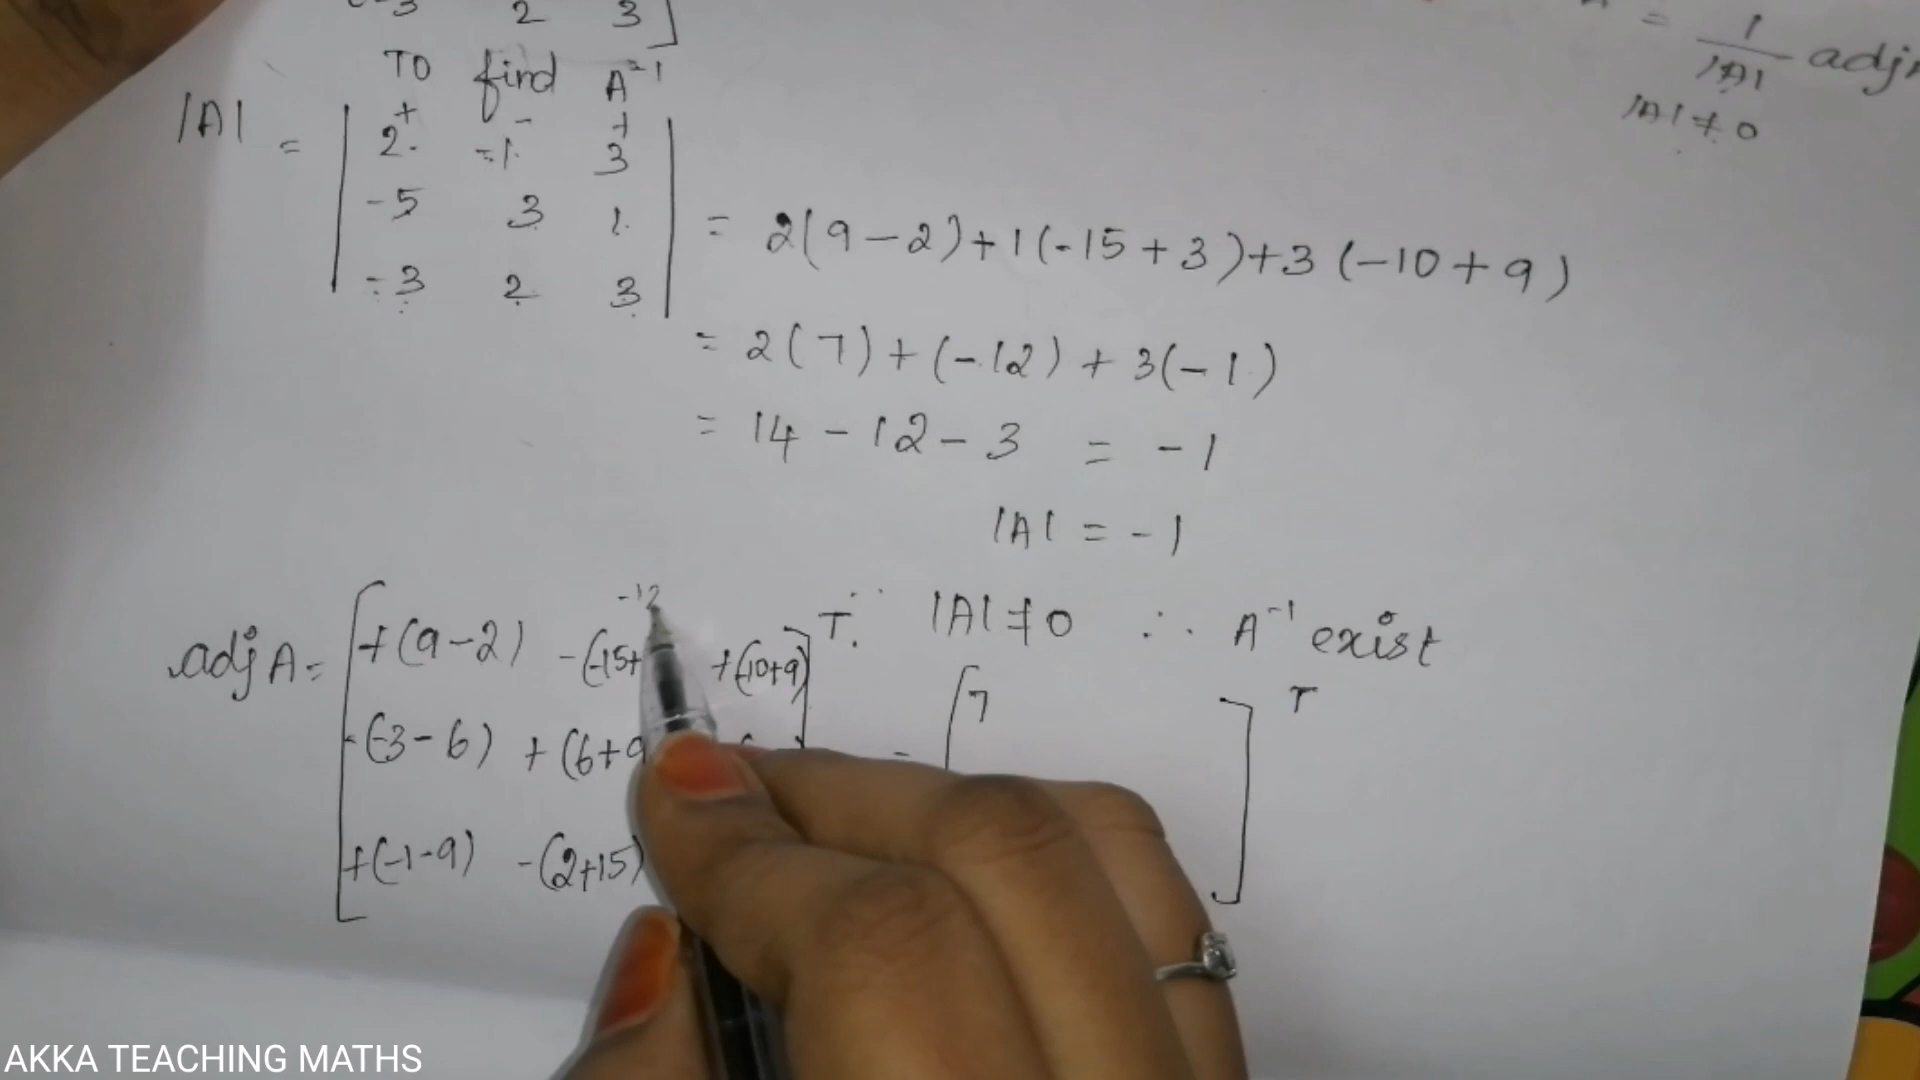 -3 2 3 ]
= 1/|A| adj
|A| ≠ 0
TO find A⁻¹
+ - +
|A| = | 2 -1 3 |
| -5 3 1 | = 2(9-2)+1(-15+3)+3(-10+9)
| -3 2 3 |
= 2(7)+(-12)+3(-1)
= 14-12-3 = -1
|A| = -1
∵ |A| ≠ 0 ∴ A⁻¹ exist
-12
adj A = [ +(9-2) -(-15+ +(-10+9) ] T = [ 7 ] T
-(-3-6) +(6+9
+(-1-9) -(2+15)
AKKA TEACHING MATHS